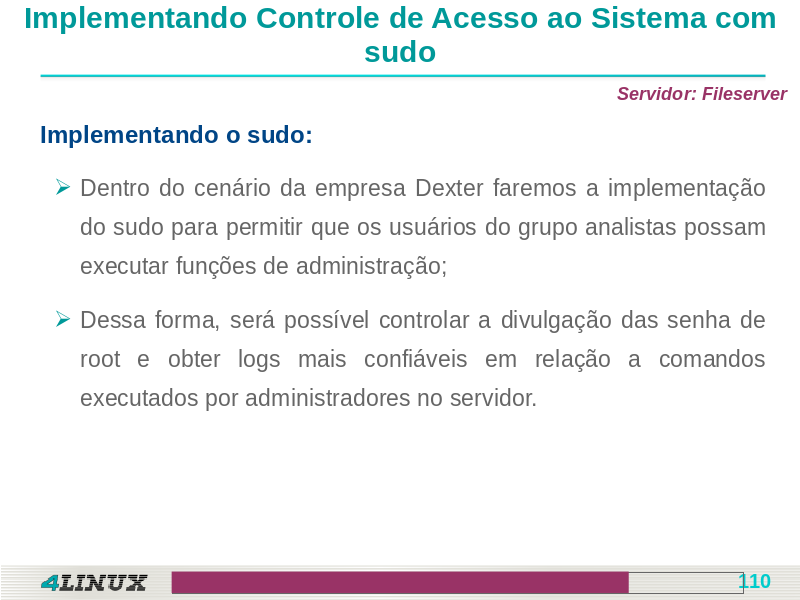 Implementando Controle de Acesso ao Sistema com
sudo
Servidor: Fileserver
Implementando o sudo:
Dentro do cenário da empresa Dexter faremos a implementação
do sudo para permitir que os usuários do grupo analistas possam
executar funções de administração;
Dessa forma, será possível controlar a divulgação das senha de
root e obter logs mais confiáveis em relação a comandos
executados por administradores no servidor.
4LINUX
110